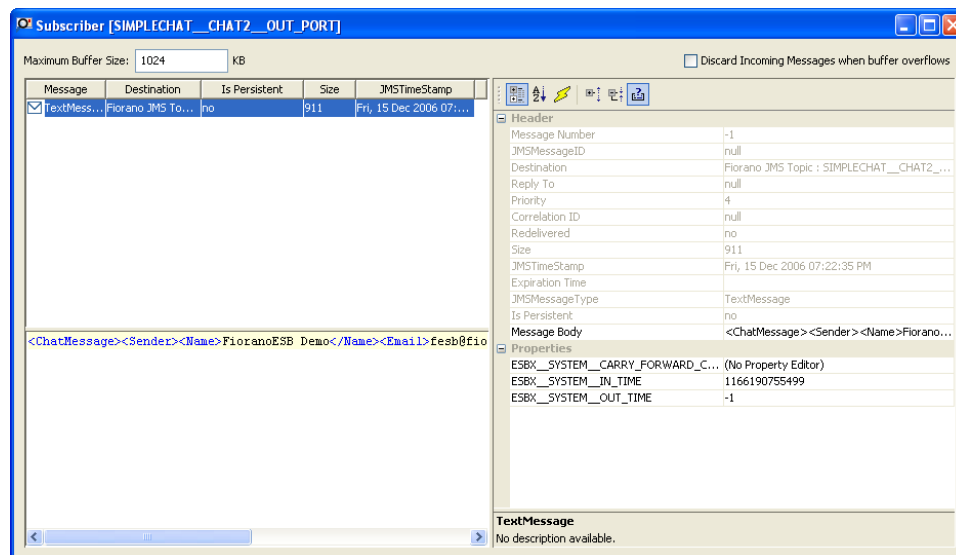 Subscriber [SIMPLECHAT__CHAT2__OUT_PORT]
Maximum Buffer Size: 1024 KB
Discard Incoming Messages when buffer overflows
Message Destination Is Persistent Size JMSTimeStamp
TextMess... Fiorano JMS To... no 911 Fri, 15 Dec 2006 07:...
<ChatMessage><Sender><Name>FioranoESB Demo</Name><Email>fesb@fio
Header
Message Number -1
JMSMessageID null
Destination Fiorano JMS Topic : SIMPLECHAT__CHAT2_...
Reply To null
Priority 4
Correlation ID null
Redelivered no
Size 911
JMSTimeStamp Fri, 15 Dec 2006 07:22:35 PM
Expiration Time
JMSMessageType TextMessage
Is Persistent no
Message Body <ChatMessage><Sender><Name>Fiorano...
Properties
ESBX__SYSTEM__CARRY_FORWARD_C... (No Property Editor)
ESBX__SYSTEM__IN_TIME 1166190755499
ESBX__SYSTEM__OUT_TIME -1
TextMessage
No description available.